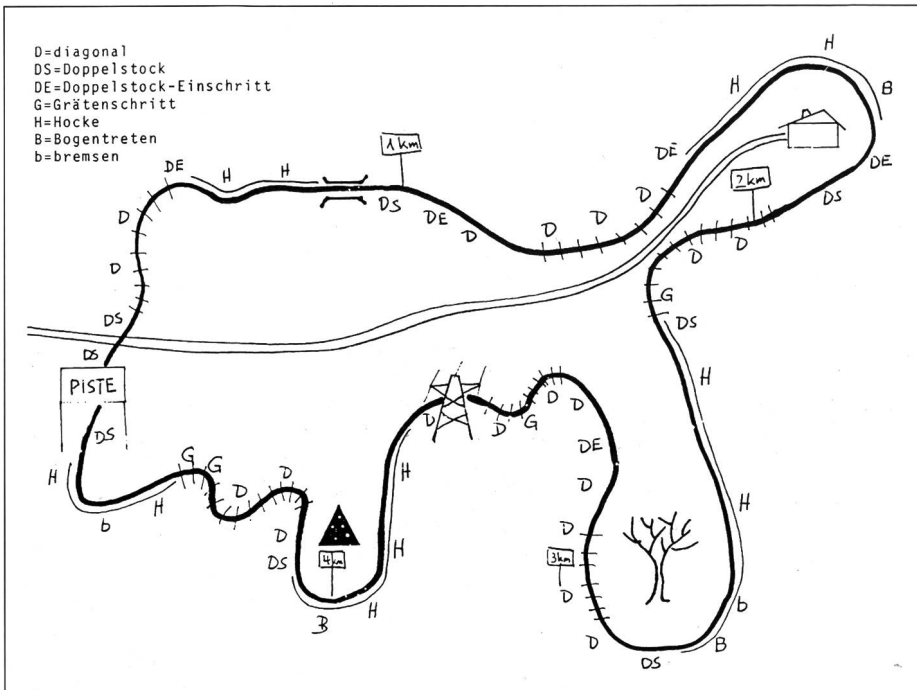 D=diagonal
DS=Doppelstock
DE=Doppelstock-Einschritt
G=Grätenschritt
H=Hocke
B=Bogentreten
b=bremsen
PISTE
DS
DS
D
D
DE
H
H
1 km
DS
DE
D
D
D
D
D
D
DE
H
H
B
DE
DS
2 km
D
D
D
G
DS
H
H
b
B
DS
D
D
3 km
D
D
DE
D
D
G
D
D
H
H
H
4 km
B
DS
D
D
D
G
G
H
b
H
DS